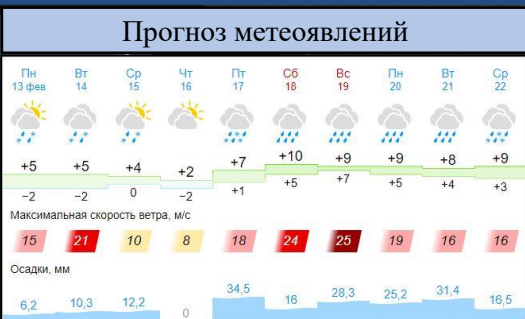 Прогноз метеоявлений
Пн Вт Ср Чт Пт Сб Вс Пн Вт Ср
13 фев 14 15 16 17 18 19 20 21 22
+5 +5 +4 +2 +7 +10 +9 +9 +8 +9
−2 −2 0 −2 +1 +5 +7 +5 +4 +3
Максимальная скорость ветра, м/с
15 21 10 8 18 24 25 19 16 16
Осадки, мм
6,2 10,3 12,2 0 34,5 16 28,3 25,2 31,4 16,5